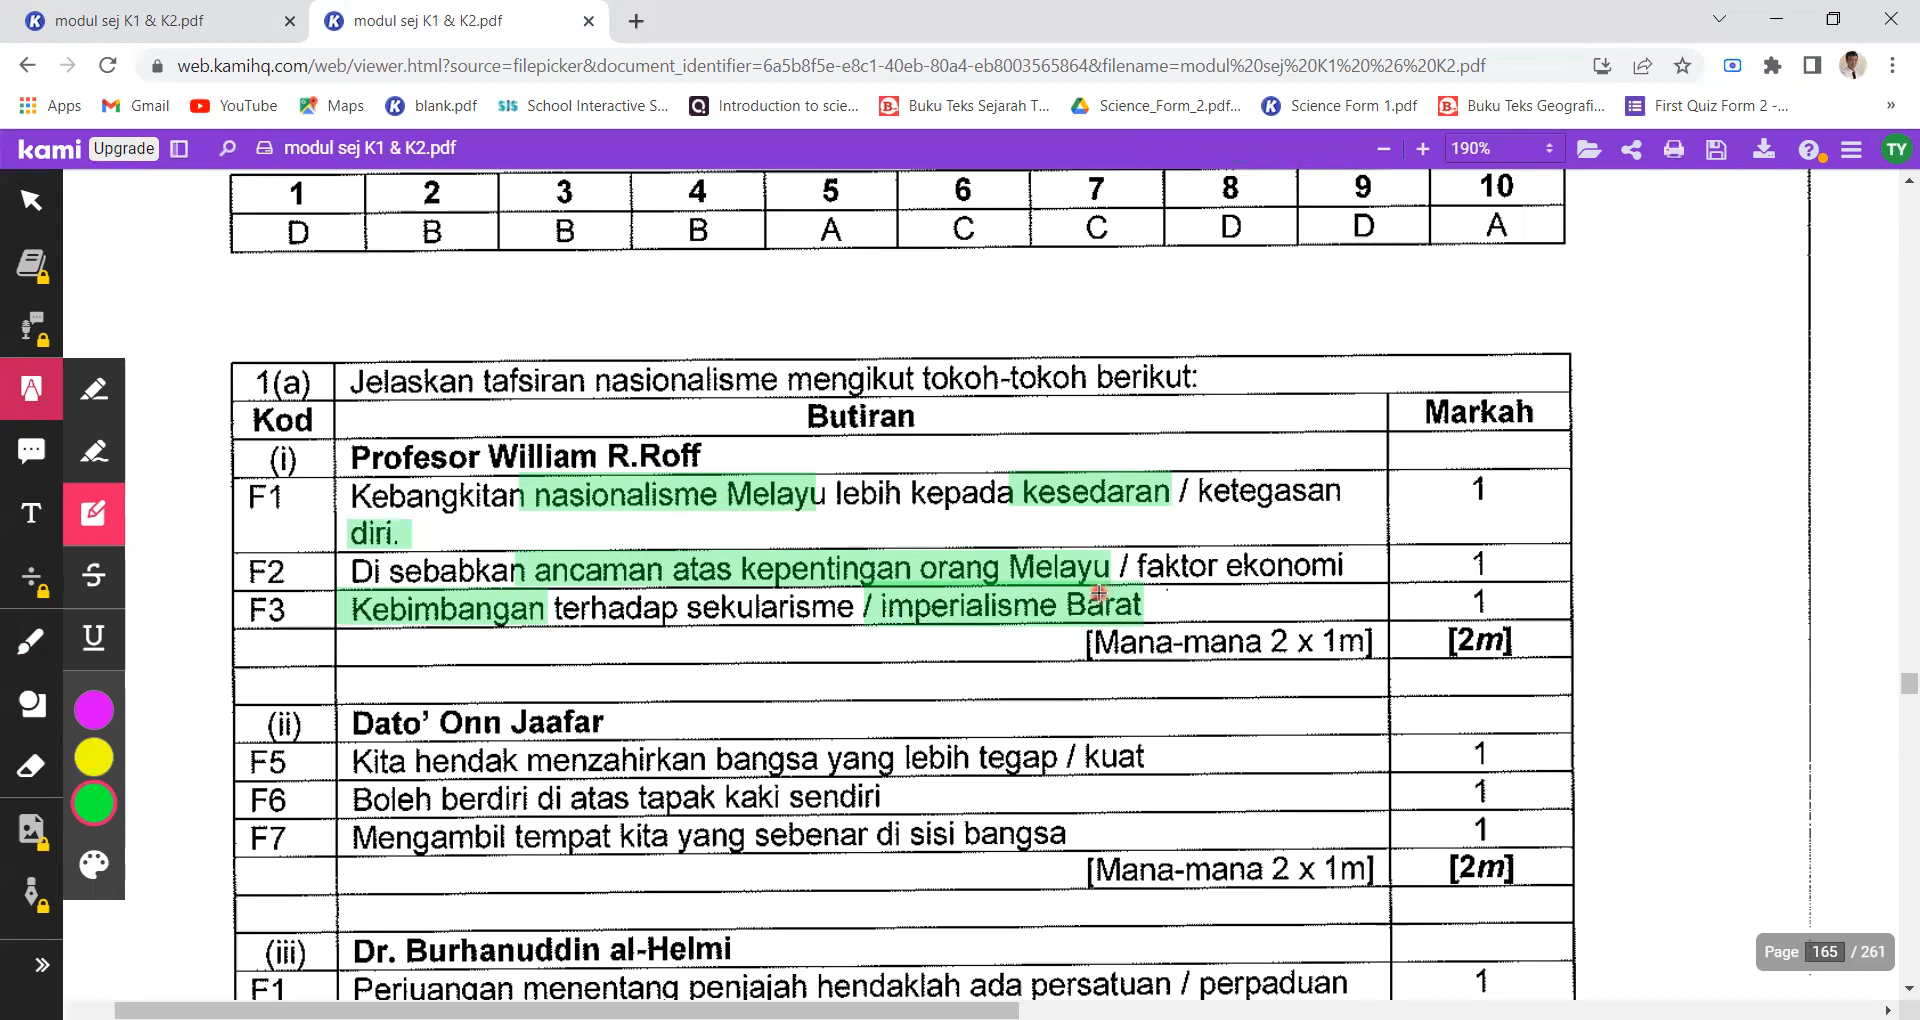 modul sej K1 & K2.pdf
modul sej K1 & K2.pdf
web.kamihq.com/web/viewer.html?source=filepicker&document_identifier=6a5b8f5e-e8c1-40eb-80a4-eb8003565864&filename=modul%20sej%20K1%20%26%20K2.pdf
Apps Gmail YouTube Maps blank.pdf School Interactive S... Introduction to scie... Buku Teks Sejarah T... Science_Form_2.pdf... Science Form 1.pdf Buku Teks Geografi... First Quiz Form 2 -... »
kami Upgrade modul sej K1 & K2.pdf 190% TY
1 2 3 4 5 6 7 8 9 10
D B B B A C C D D A
1(a) Jelaskan tafsiran nasionalisme mengikut tokoh-tokoh berikut:
Kod Butiran Markah
(i) Profesor William R.Roff
F1 Kebangkitan nasionalisme Melayu lebih kepada kesedaran / ketegasan 1
diri.
F2 Di sebabkan ancaman atas kepentingan orang Melayu / faktor ekonomi 1
F3 Kebimbangan terhadap sekularisme / imperialisme Barat 1
[Mana-mana 2 x 1m] [2m]
(ii) Dato' Onn Jaafar
F5 Kita hendak menzahirkan bangsa yang lebih tegap / kuat 1
F6 Boleh berdiri di atas tapak kaki sendiri 1
F7 Mengambil tempat kita yang sebenar di sisi bangsa 1
[Mana-mana 2 x 1m] [2m]
(iii) Dr. Burhanuddin al-Helmi
F1 Perjuangan menentang penjajah hendaklah ada persatuan / perpaduan 1
Page 165 / 261